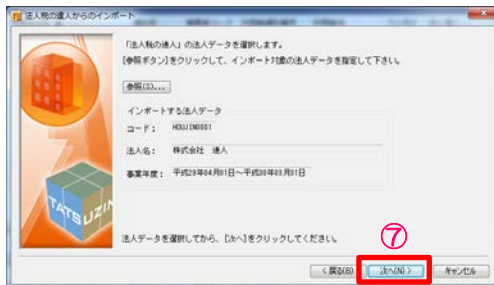 法人税の達人からのインポート
「法人税の達人」の法人データを選択します。
[参照ボタン]をクリックして、インポート対象の法人データを指定して下さい。
参照(S)...
インポートする法人データ
コード： HOUJIN0001
法人名： 株式会社 達人
事業年度： 平成29年04月01日～平成30年03月31日
TATSUZIN
法人データを選択してから、[次へ]をクリックしてください。
⑦
< 戻る(B)
次へ(N) >
キャンセル